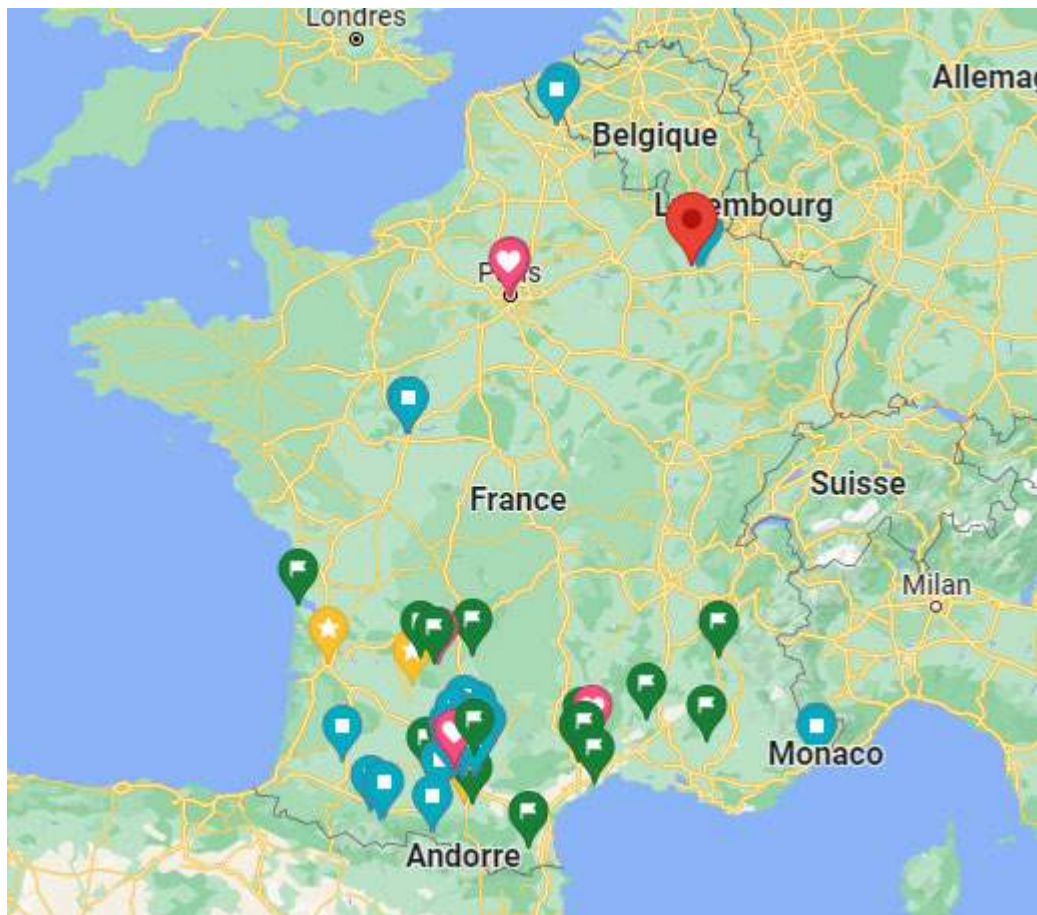 Londres
Allemag
Belgique
Luxembourg
Paris
France
Suisse
Milan
Monaco
Andorre